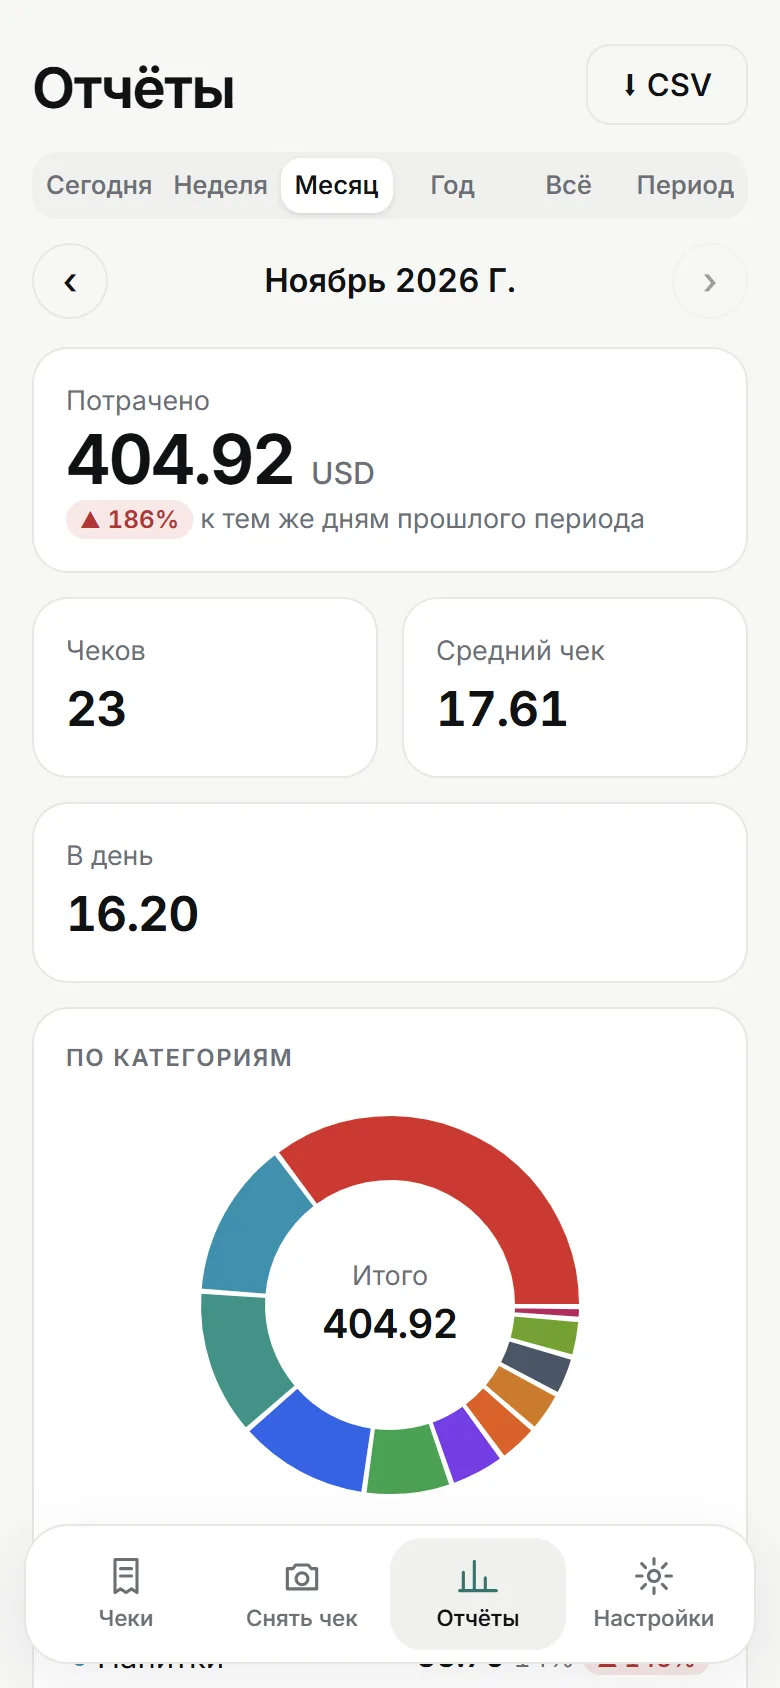 Отчёты
⭳ CSV
Сегодня Неделя Месяц Год Всё Период
‹ Ноябрь 2026 Г. ›
Потрачено
404.92 USD
▲ 186% к тем же дням прошлого периода
Чеков
23
Средний чек
17.61
В день
16.20
ПО КАТЕГОРИЯМ
Итого
404.92
Чеки
Снять чек
Отчёты
Настройки